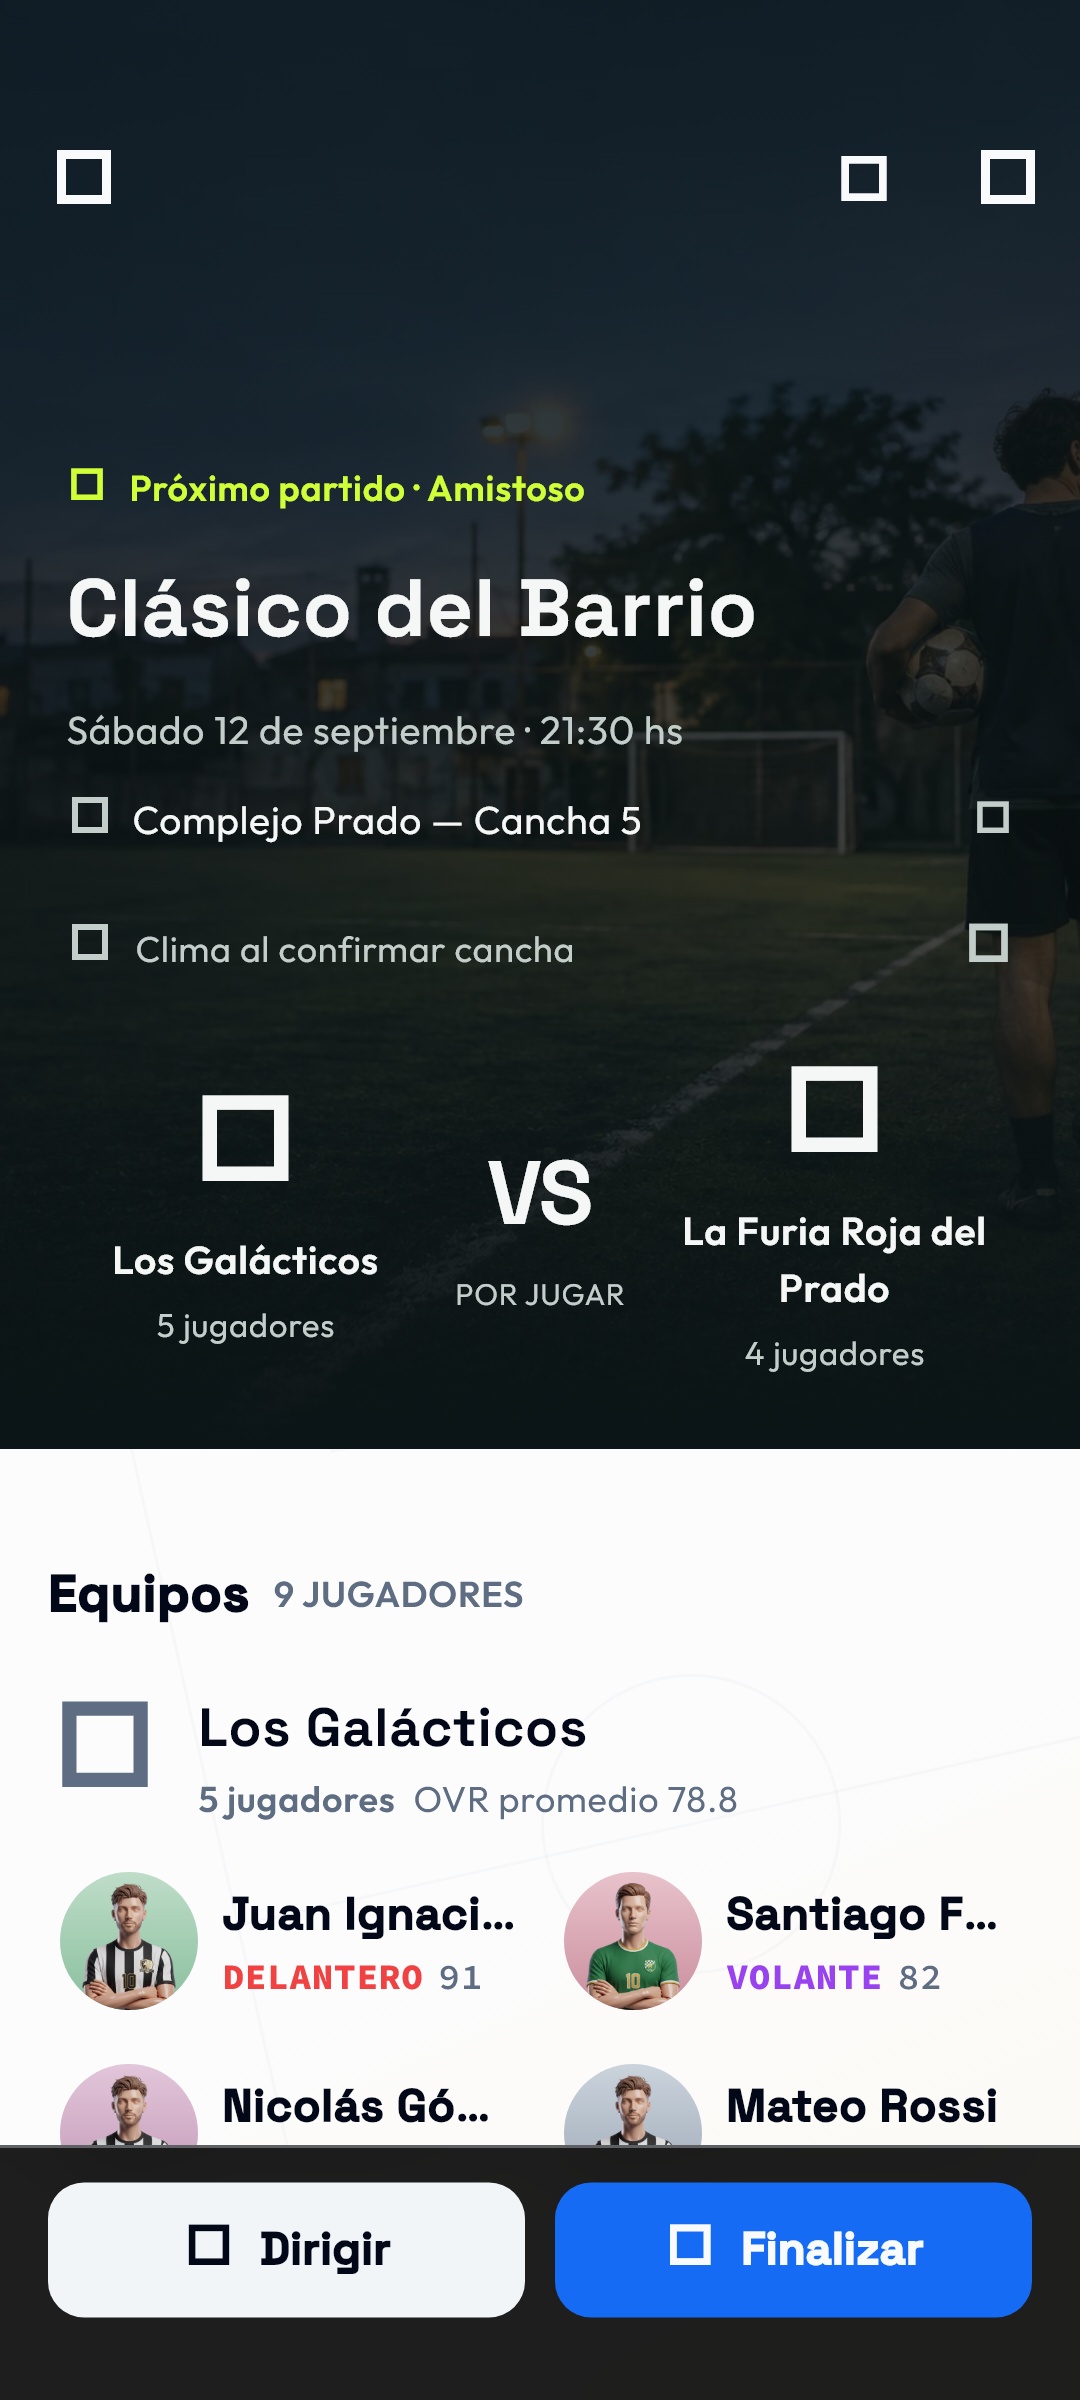 Próximo partido · Amistoso
Clásico del Barrio
Sábado 12 de septiembre · 21:30 hs
Complejo Prado — Cancha 5
Clima al confirmar cancha
Los Galácticos
5 jugadores
VS
POR JUGAR
La Furia Roja del
Prado
4 jugadores
Equipos 9 JUGADORES
Los Galácticos
5 jugadores OVR promedio 78.8
Juan Ignaci...
DELANTERO 91
Santiago F...
VOLANTE 82
Nicolás Gó...
Mateo Rossi
Dirigir
Finalizar